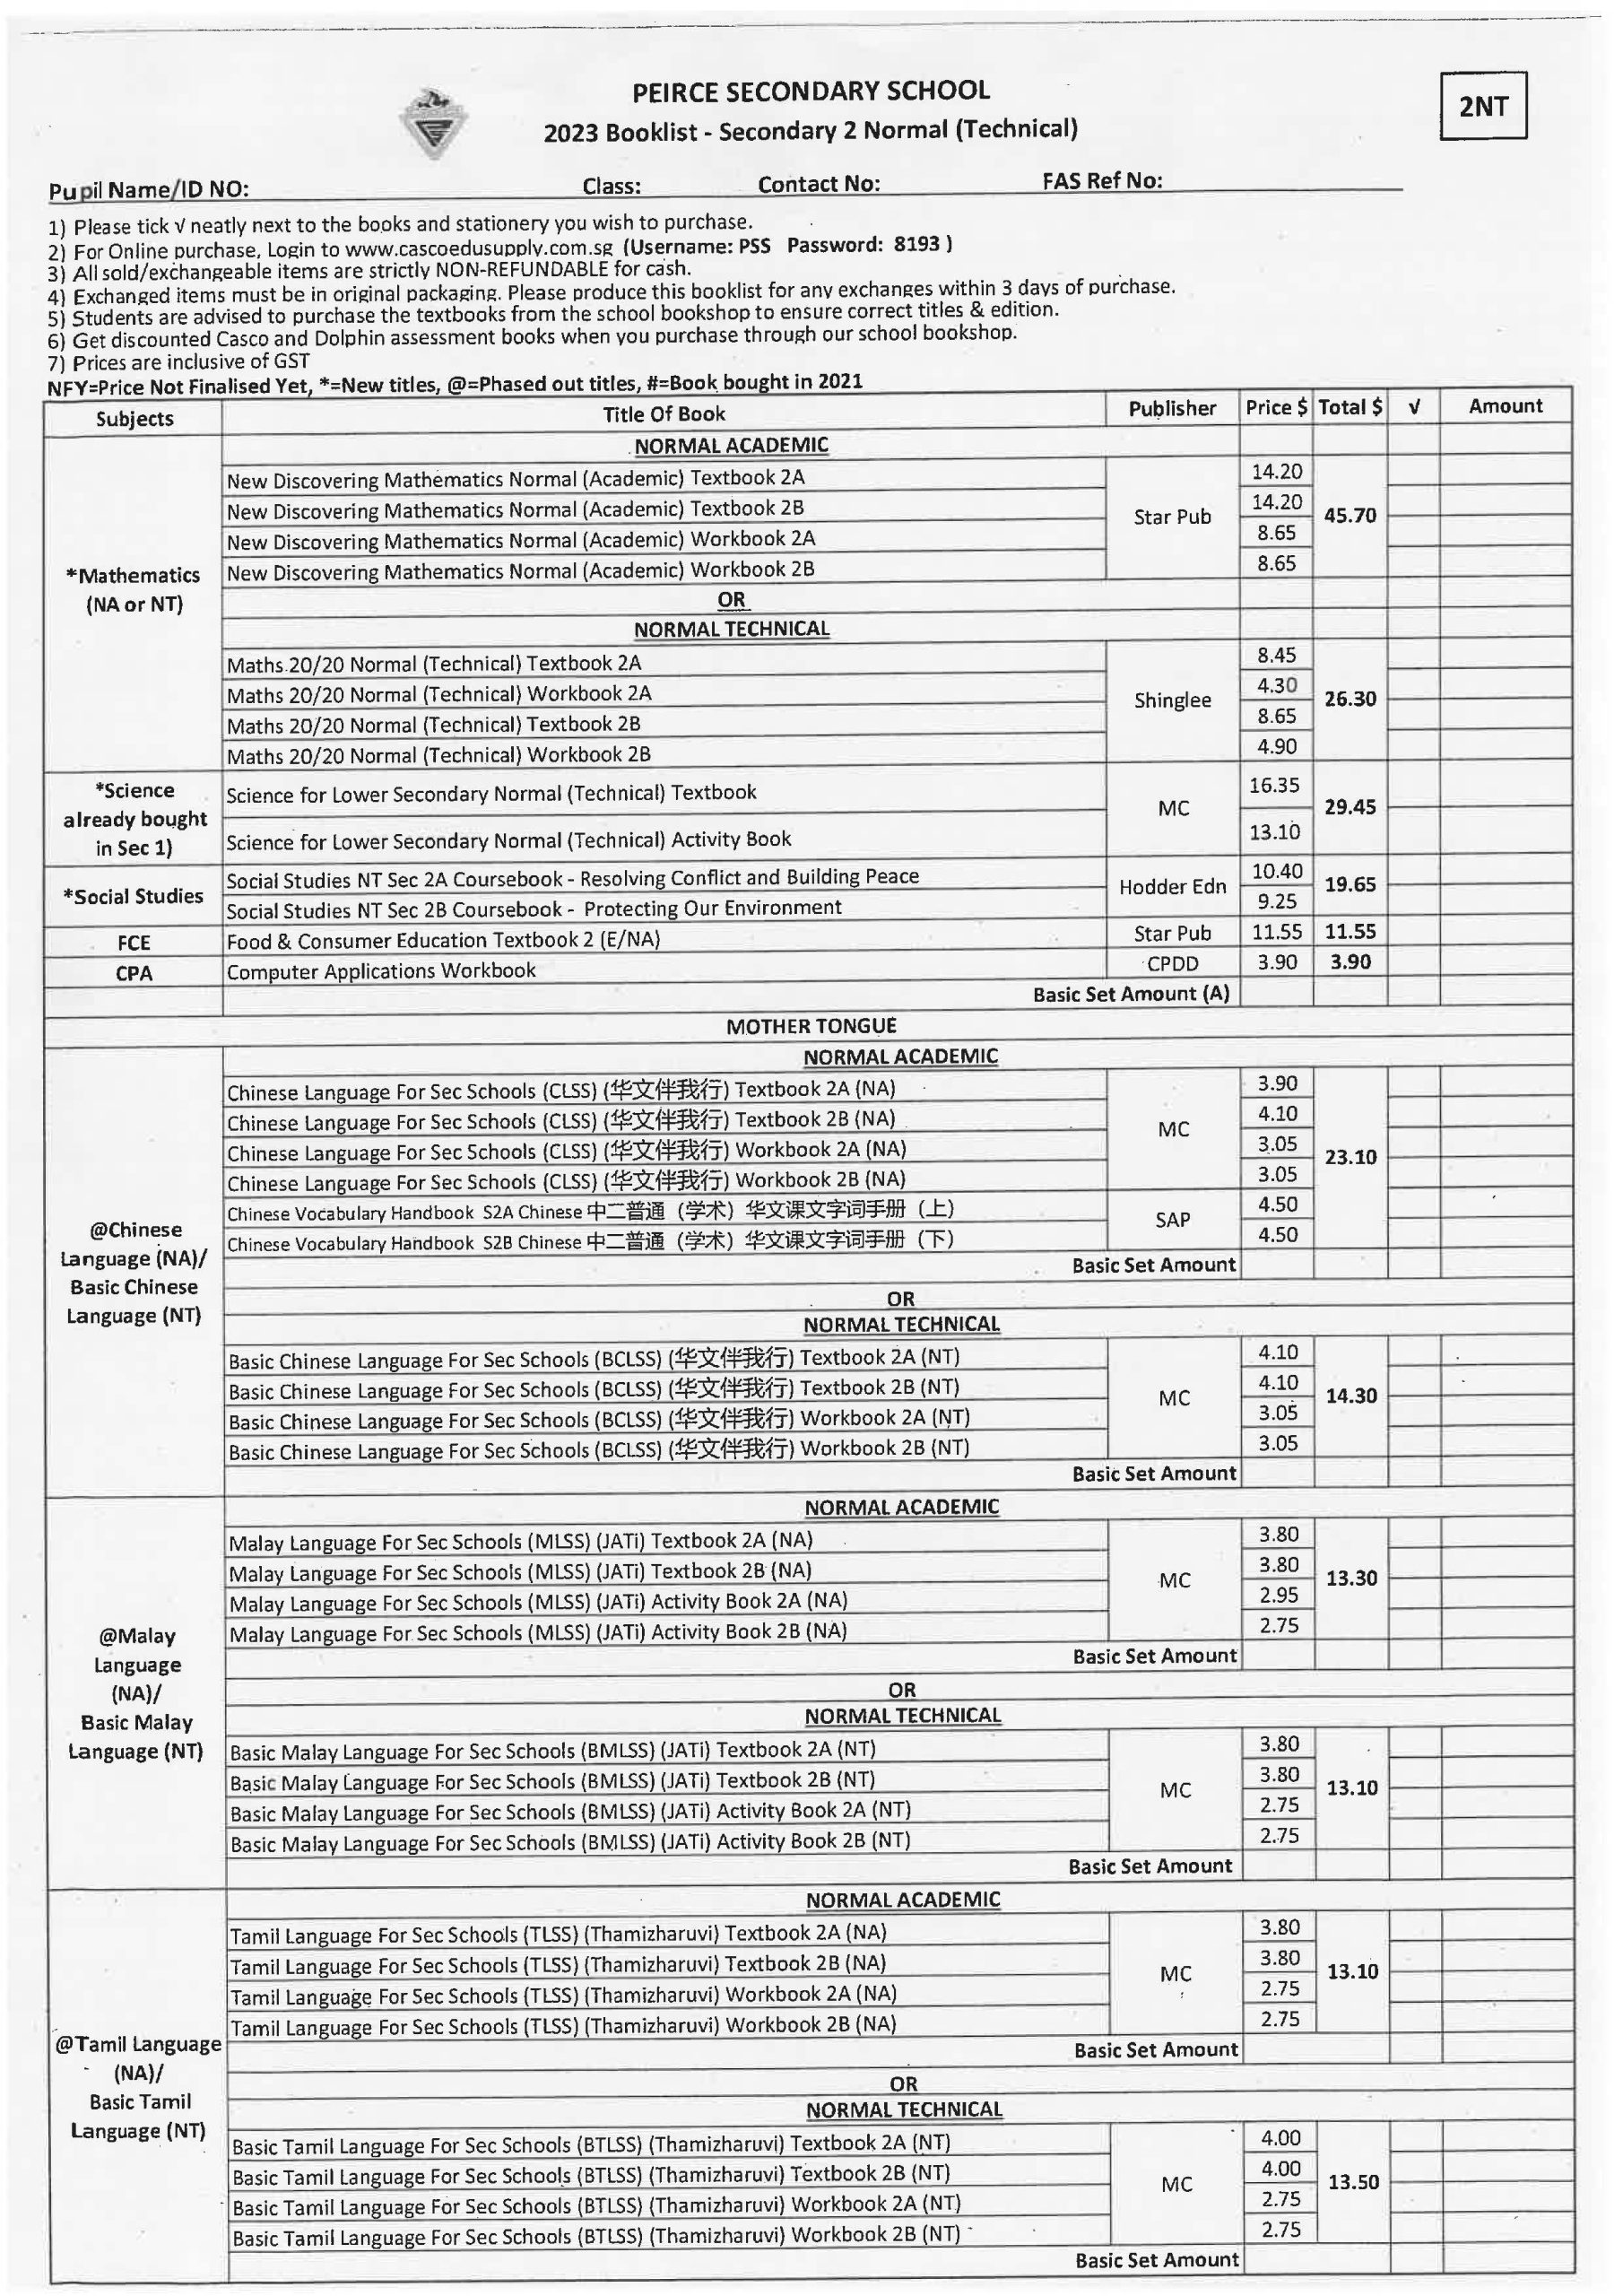 PEIRCE SECONDARY SCHOOL
2NT
2023 Booklist - Secondary 2 Normal (Technical)
Pupil Name/ID NO: Class: Contact No: FAS Ref No:
1) Please tick √ neatly next to the books and stationery you wish to purchase.
2) For Online purchase, Login to www.cascoedusupply.com.sg (Username: PSS Password: 8193 )
3) All sold/exchangeable items are strictly NON-REFUNDABLE for cash.
4) Exchanged items must be in original packaging. Please produce this booklist for any exchanges within 3 days of purchase.
5) Students are advised to purchase the textbooks from the school bookshop to ensure correct titles & edition.
6) Get discounted Casco and Dolphin assessment books when you purchase through our school bookshop.
7) Prices are inclusive of GST
NFY=Price Not Finalised Yet, *=New titles, @=Phased out titles, #=Book bought in 2021
Subjects Title Of Book Publisher Price $ Total $ √ Amount
*Mathematics
(NA or NT)
NORMAL ACADEMIC
New Discovering Mathematics Normal (Academic) Textbook 2A 14.20
New Discovering Mathematics Normal (Academic) Textbook 2B 14.20
Star Pub 45.70
New Discovering Mathematics Normal (Academic) Workbook 2A 8.65
New Discovering Mathematics Normal (Academic) Workbook 2B 8.65
OR
NORMAL TECHNICAL
Maths 20/20 Normal (Technical) Textbook 2A 8.45
Maths 20/20 Normal (Technical) Workbook 2A 4.30
Shinglee 26.30
Maths 20/20 Normal (Technical) Textbook 2B 8.65
Maths 20/20 Normal (Technical) Workbook 2B 4.90
*Science
already bought
in Sec 1)
Science for Lower Secondary Normal (Technical) Textbook 16.35
MC 29.45
Science for Lower Secondary Normal (Technical) Activity Book 13.10
*Social Studies
Social Studies NT Sec 2A Coursebook - Resolving Conflict and Building Peace 10.40
Hodder Edn 19.65
Social Studies NT Sec 2B Coursebook - Protecting Our Environment 9.25
FCE Food & Consumer Education Textbook 2 (E/NA) Star Pub 11.55 11.55
CPA Computer Applications Workbook CPDD 3.90 3.90
Basic Set Amount (A)
MOTHER TONGUE
@Chinese
Language (NA)/
Basic Chinese
Language (NT)
NORMAL ACADEMIC
Chinese Language For Sec Schools (CLSS) (华文伴我行) Textbook 2A (NA) 3.90
Chinese Language For Sec Schools (CLSS) (华文伴我行) Textbook 2B (NA) 4.10
MC
Chinese Language For Sec Schools (CLSS) (华文伴我行) Workbook 2A (NA) 3.05
23.10
Chinese Language For Sec Schools (CLSS) (华文伴我行) Workbook 2B (NA) 3.05
Chinese Vocabulary Handbook S2A Chinese 中二普通（学术）华文课文字词手册（上） 4.50
SAP
Chinese Vocabulary Handbook S2B Chinese 中二普通（学术）华文课文字词手册（下） 4.50
Basic Set Amount
OR
NORMAL TECHNICAL
Basic Chinese Language For Sec Schools (BCLSS) (华文伴我行) Textbook 2A (NT) 4.10
Basic Chinese Language For Sec Schools (BCLSS) (华文伴我行) Textbook 2B (NT) 4.10
MC 14.30
Basic Chinese Language For Sec Schools (BCLSS) (华文伴我行) Workbook 2A (NT) 3.05
Basic Chinese Language For Sec Schools (BCLSS) (华文伴我行) Workbook 2B (NT) 3.05
Basic Set Amount
@Malay
Language
(NA)/
Basic Malay
Language (NT)
NORMAL ACADEMIC
Malay Language For Sec Schools (MLSS) (JATi) Textbook 2A (NA) 3.80
Malay Language For Sec Schools (MLSS) (JATi) Textbook 2B (NA) 3.80
MC 13.30
Malay Language For Sec Schools (MLSS) (JATi) Activity Book 2A (NA) 2.95
Malay Language For Sec Schools (MLSS) (JATi) Activity Book 2B (NA) 2.75
Basic Set Amount
OR
NORMAL TECHNICAL
Basic Malay Language For Sec Schools (BMLSS) (JATi) Textbook 2A (NT) 3.80
Basic Malay Language For Sec Schools (BMLSS) (JATi) Textbook 2B (NT) 3.80
MC 13.10
Basic Malay Language For Sec Schools (BMLSS) (JATi) Activity Book 2A (NT) 2.75
Basic Malay Language For Sec Schools (BMLSS) (JATi) Activity Book 2B (NT) 2.75
Basic Set Amount
@Tamil Language
(NA)/
Basic Tamil
Language (NT)
NORMAL ACADEMIC
Tamil Language For Sec Schools (TLSS) (Thamizharuvi) Textbook 2A (NA) 3.80
Tamil Language For Sec Schools (TLSS) (Thamizharuvi) Textbook 2B (NA) 3.80
MC 13.10
Tamil Language For Sec Schools (TLSS) (Thamizharuvi) Workbook 2A (NA) 2.75
Tamil Language For Sec Schools (TLSS) (Thamizharuvi) Workbook 2B (NA) 2.75
Basic Set Amount
OR
NORMAL TECHNICAL
Basic Tamil Language For Sec Schools (BTLSS) (Thamizharuvi) Textbook 2A (NT) 4.00
Basic Tamil Language For Sec Schools (BTLSS) (Thamizharuvi) Textbook 2B (NT) 4.00
MC 13.50
Basic Tamil Language For Sec Schools (BTLSS) (Thamizharuvi) Workbook 2A (NT) 2.75
Basic Tamil Language For Sec Schools (BTLSS) (Thamizharuvi) Workbook 2B (NT) 2.75
Basic Set Amount